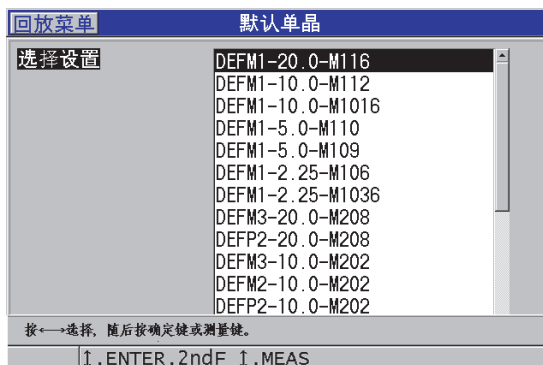 回放菜单 默认单晶
选择设置
DEFM1-20.0-M116
DEFM1-10.0-M112
DEFM1-10.0-M1016
DEFM1-5.0-M110
DEFM1-5.0-M109
DEFM1-2.25-M106
DEFM1-2.25-M1036
DEFM3-20.0-M208
DEFP2-20.0-M208
DEFM3-10.0-M202
DEFM2-10.0-M202
DEFP2-10.0-M202
按←→选择, 随后按确定键或测量键。
↥.ENTER.2ndF ↥.MEAS